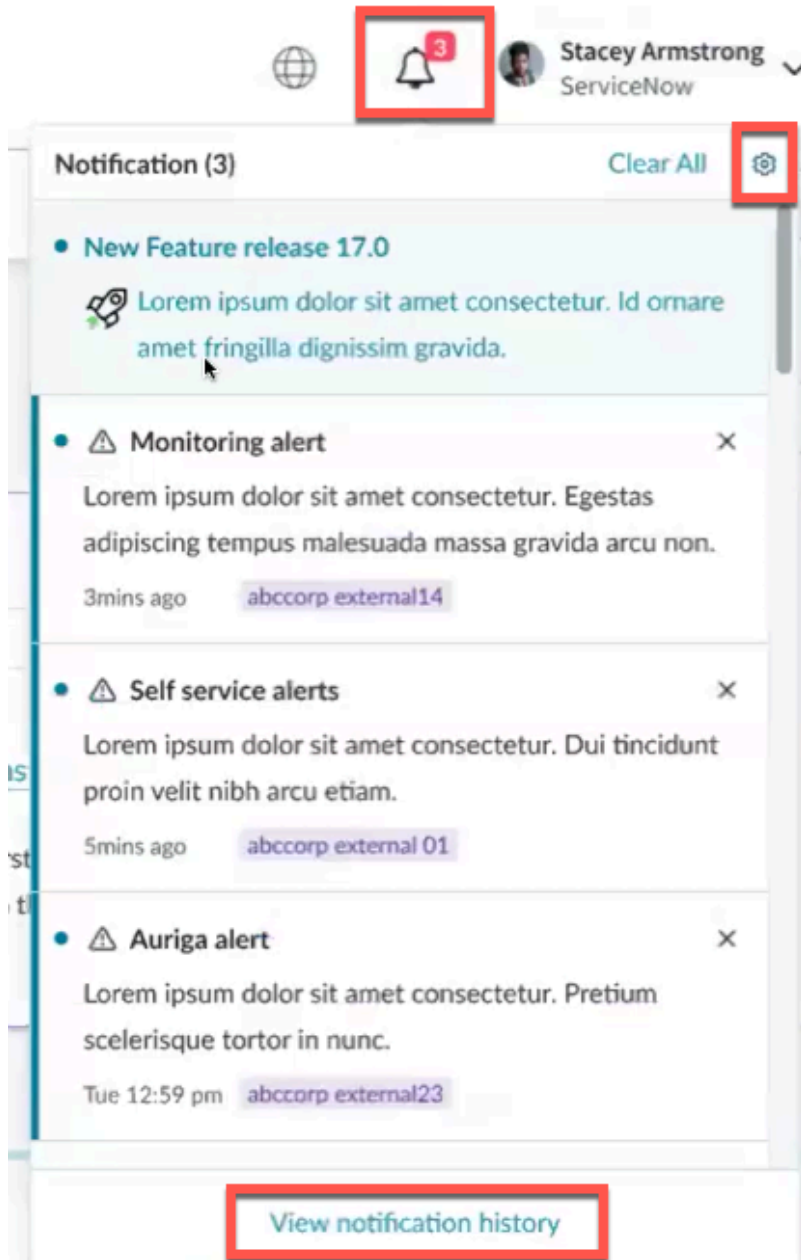 3
Stacey Armstrong
ServiceNow
Notification (3) Clear All
New Feature release 17.0
Lorem ipsum dolor sit amet consectetur. Id ornare
amet fringilla dignissim gravida.
Monitoring alert
Lorem ipsum dolor sit amet consectetur. Egestas
adipiscing tempus malesuada massa gravida arcu non.
3mins ago abccorp external14
Self service alerts
Lorem ipsum dolor sit amet consectetur. Dui tincidunt
proin velit nibh arcu etiam.
5mins ago abccorp external 01
Auriga alert
Lorem ipsum dolor sit amet consectetur. Pretium
scelerisque tortor in nunc.
Tue 12:59 pm abccorp external23
View notification history